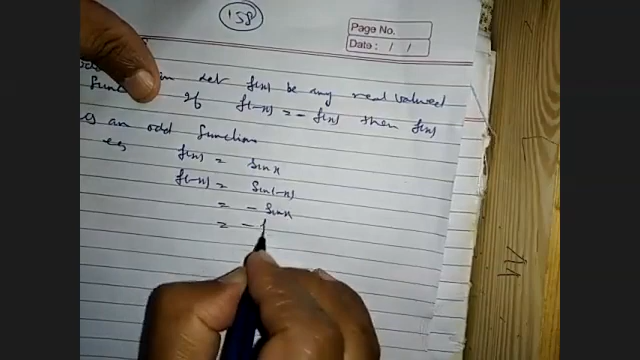 158
Page No.
Date : / /
Function Let f(x) be any real valued
If f(-x) = - f(x) then f(x)
is an odd function
eg f(x) = sin x
f(-x) = sin(-x)
= - sin x
= - f